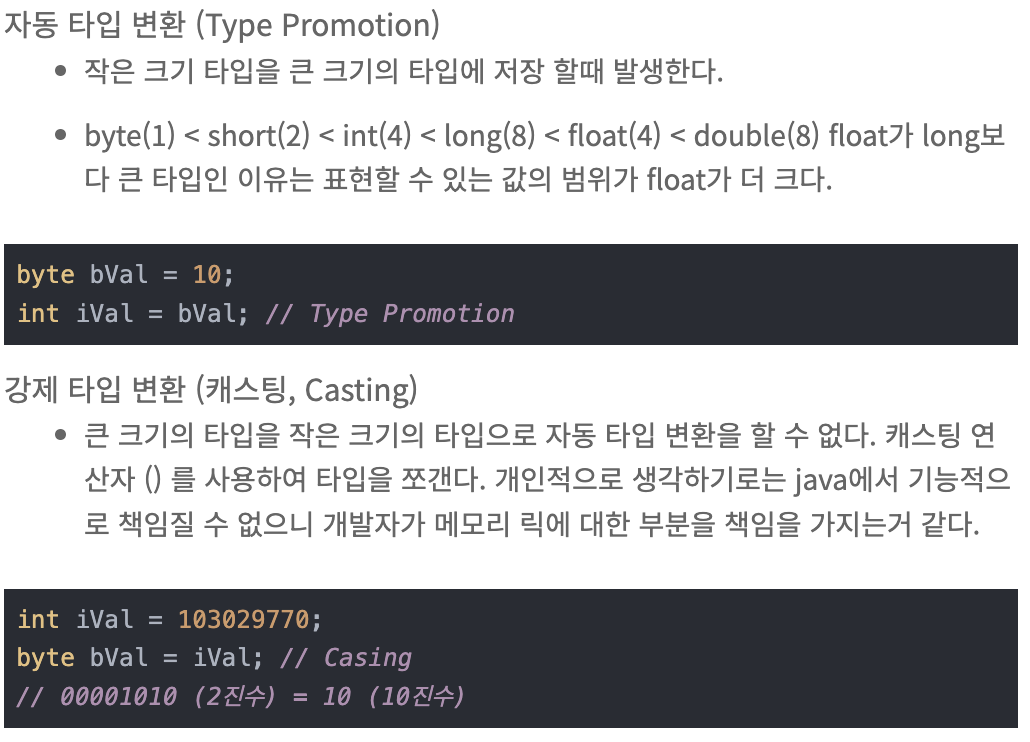 자동 타입 변환 (Type Promotion)
• 작은 크기 타입을 큰 크기의 타입에 저장 할때 발생한다.
• byte(1) < short(2) < int(4) < long(8) < float(4) < double(8) float가 long보
다 큰 타입인 이유는 표현할 수 있는 값의 범위가 float가 더 크다.
byte bVal = 10;
int iVal = bVal; // Type Promotion
강제 타입 변환 (캐스팅, Casting)
• 큰 크기의 타입을 작은 크기의 타입으로 자동 타입 변환을 할 수 없다. 캐스팅 연
산자 () 를 사용하여 타입을 쪼갠다. 개인적으로 생각하기로는 java에서 기능적으
로 책임질 수 없으니 개발자가 메모리 릭에 대한 부분을 책임을 가지는거 같다.
int iVal = 103029770;
byte bVal = iVal; // Casing
// 00001010 (2진수) = 10 (10진수)